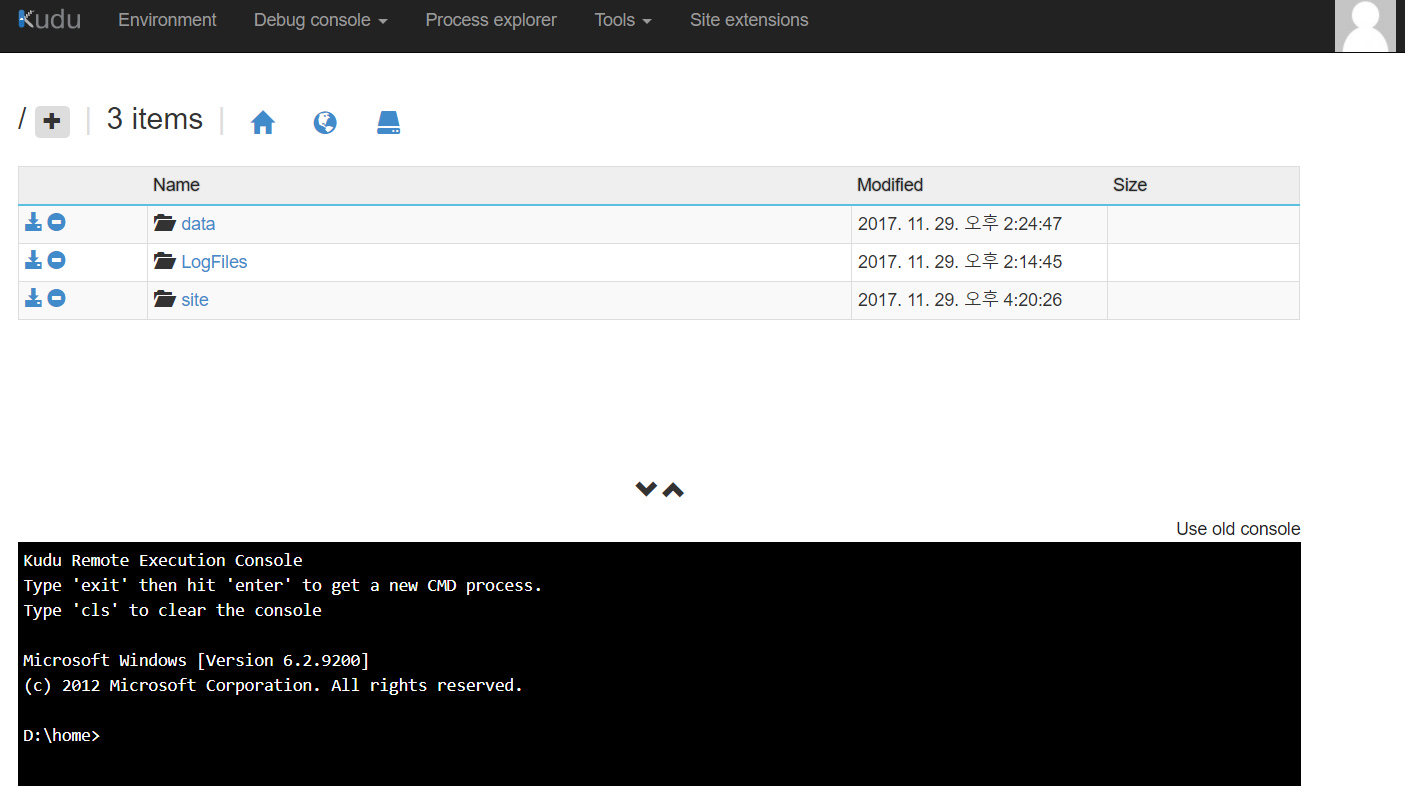 Kudu Environment Debug console Process explorer Tools Site extensions
/ + | 3 items |
Name Modified Size
data 2017. 11. 29. 오후 2:24:47
LogFiles 2017. 11. 29. 오후 2:14:45
site 2017. 11. 29. 오후 4:20:26
Use old console
Kudu Remote Execution Console
Type 'exit' then hit 'enter' to get a new CMD process.
Type 'cls' to clear the console
Microsoft Windows [Version 6.2.9200]
(c) 2012 Microsoft Corporation. All rights reserved.
D:\home>